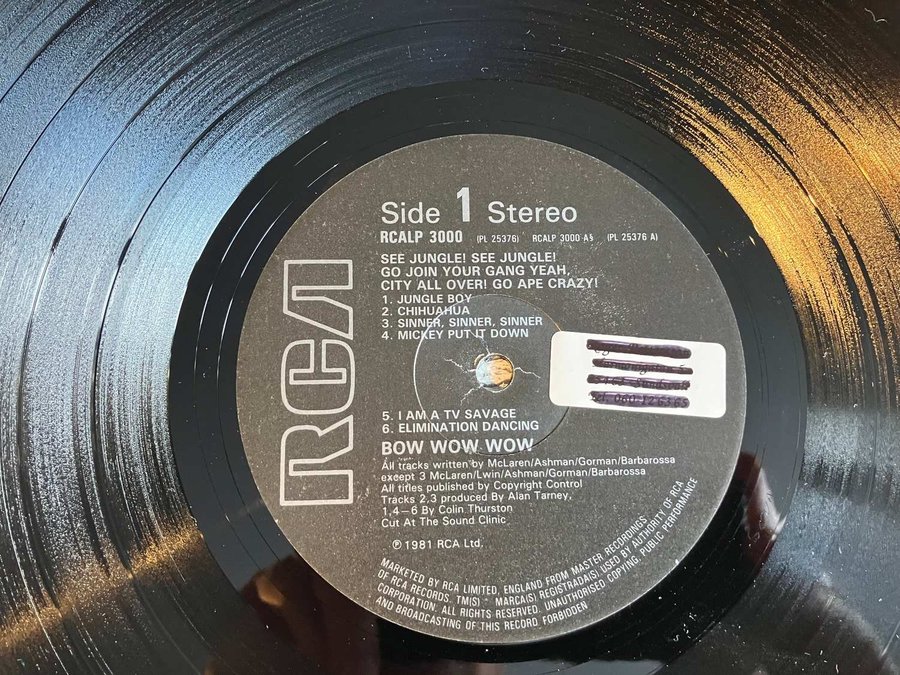 RCA
Side 1 Stereo
RCALP 3000 (PL 25376) RCALP 3000 A§ (PL 25376 A)
SEE JUNGLE! SEE JUNGLE!
GO JOIN YOUR GANG YEAH,
CITY ALL OVER! GO APE CRAZY!
1. JUNGLE BOY
2. CHIHUAHUA
3. SINNER, SINNER, SINNER
4. MICKEY PUT IT DOWN
5. I AM A TV SAVAGE
6. ELIMINATION DANCING
BOW WOW WOW
All tracks written by McLaren/Ashman/Gorman/Barbarossa
exeept 3 McLaren/Lwin/Ashman/Gorman/Barbarossa
All titles published by Copyright Control
Tracks 2,3 produced By Alan Tarney,
1,4—6 By Colin Thurston
Cut At The Sound Clinic
℗ 1981 RCA Ltd.
MARKETED BY RCA LIMITED, ENGLAND FROM MASTER RECORDINGS
OF RCA RECORDS. TM(S) ® MARCA(S) REGISTRADA(S) USED BY AUTHORITY OF RCA
CORPORATION. ALL RIGHTS RESERVED. UNAUTHORISED COPYING, PUBLIC PERFORMANCE
AND BROADCASTING OF THIS RECORD FORBIDDEN